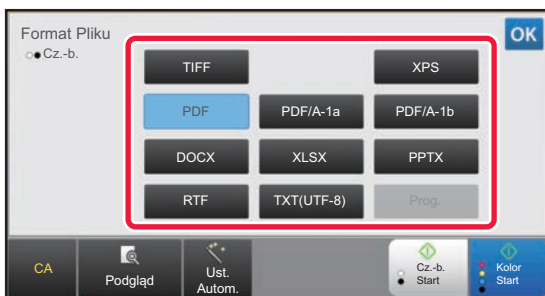 Format Pliku
OK
Cz.-b.
TIFF
XPS
PDF
PDF/A-1a
PDF/A-1b
DOCX
XLSX
PPTX
RTF
TXT(UTF-8)
Prog.
CA
Podgląd
Ust.
Autom.
Cz.-b.
Start
Kolor
Start